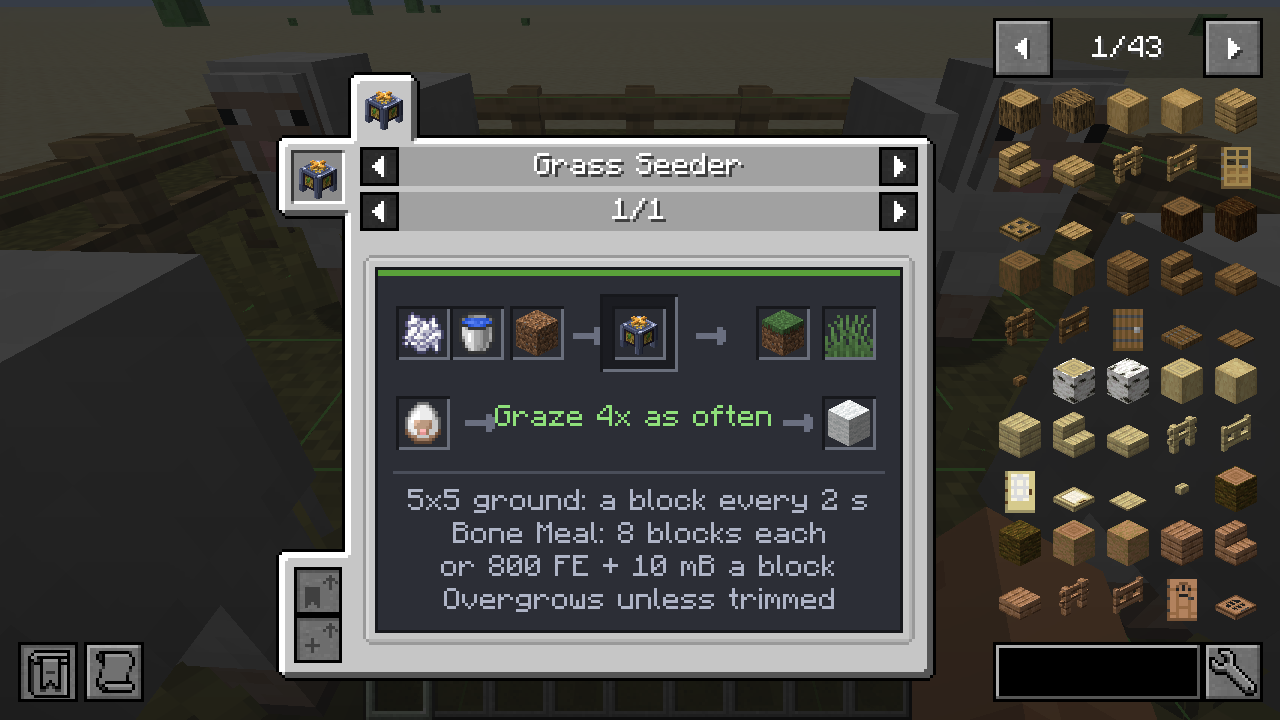 1/43
Grass Seeder
1/1
Graze 4x as often
5x5 ground: a block every 2 s
Bone Meal: 8 blocks each
or 800 FE + 10 mB a block
Overgrows unless trimmed